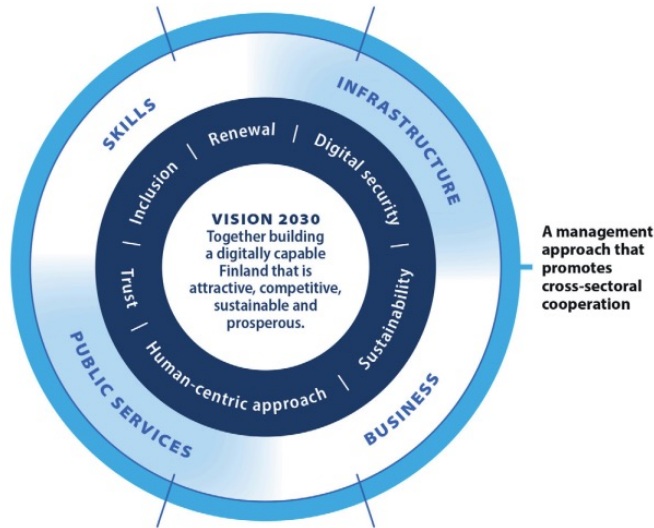 SKILLS
INFRASTRUCTURE
BUSINESS
PUBLIC SERVICES
Renewal | Digital security | Sustainability | Human-centric approach | Trust | Inclusion |
VISION 2030
Together building
a digitally capable
Finland that is
attractive, competitive,
sustainable and
prosperous.
A management
approach that
promotes
cross-sectoral
cooperation